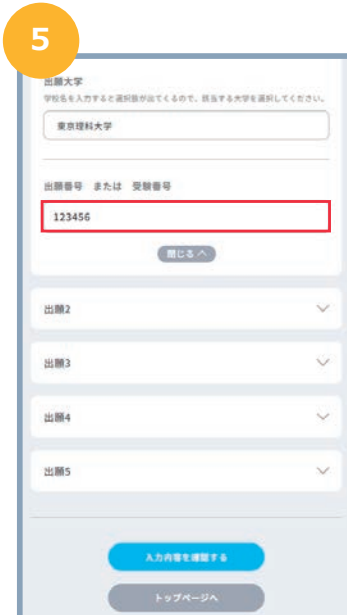 5
出願大学
学校名を入力すると選択肢が出てくるので、該当する大学を選択してください。
東京理科大学
出願番号 または 受験番号
123456
閉じる
出願2
出願3
出願4
出願5
入力内容を確認する
トップページへ